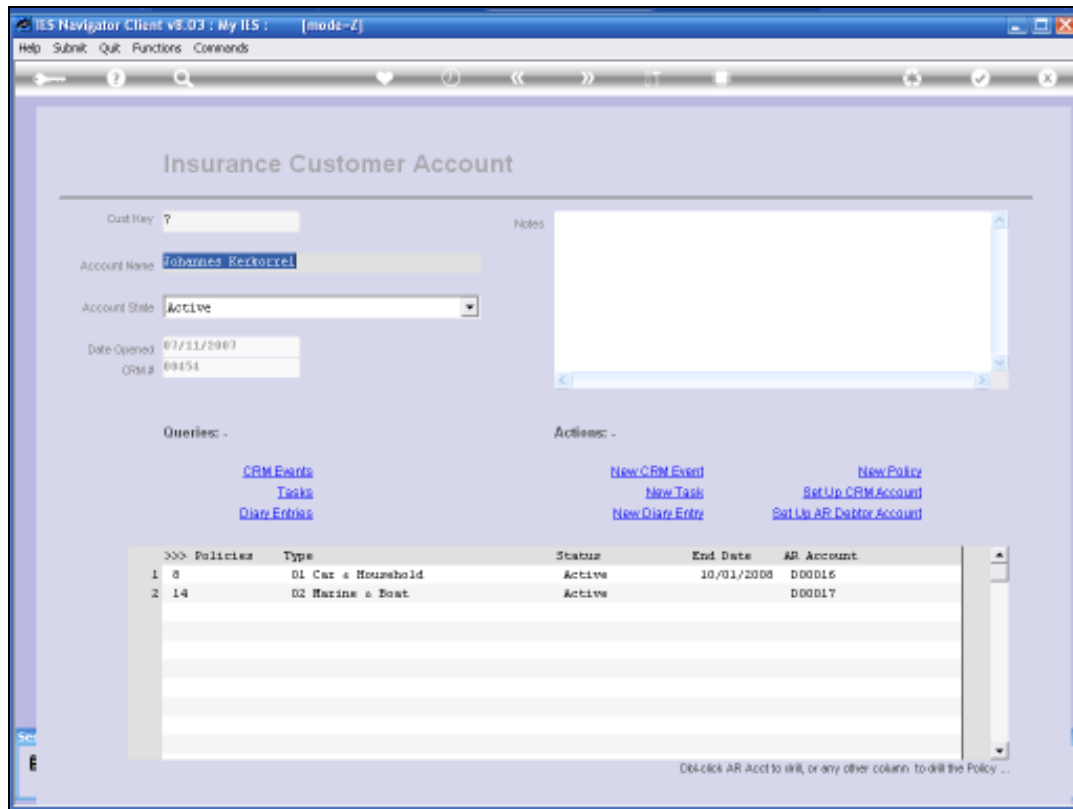 IES Navigator Client v8.03 : My IES : [mode=Z]
Help Submit Quit Functions Commands
Insurance Customer Account
Cust Key 7
Notes
Account Name Johannes Kerkorrel
Account State Active
Date Opened 07/11/2007
CRM # 00454
Queries: -
Actions: -
CRM Events
New CRM Event
New Policy
Tasks
New Task
Set Up CRM Account
Diary Entries
New Diary Entry
Set Up AR Debtor Account
>>> Policies Type Status End Date AR Account
1 8 01 Car & Household Active 10/01/2008 D00016
2 14 02 Marine & Boat Active D00017
Dbl-click AR Acct to drill, or any other column to drill the Policy ...